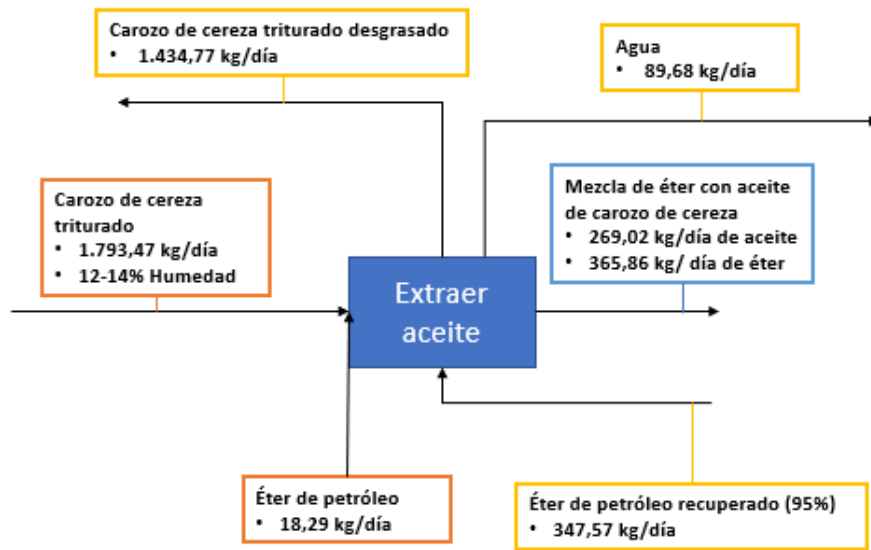 Carozo de cereza triturado desgrasado
• 1.434,77 kg/día
Agua
• 89,68 kg/día
Carozo de cereza
triturado
• 1.793,47 kg/día
• 12-14% Humedad
Mezcla de éter con aceite
de carozo de cereza
• 269,02 kg/día de aceite
• 365,86 kg/ día de éter
Extraer
aceite
Éter de petróleo
• 18,29 kg/día
Éter de petróleo recuperado (95%)
• 347,57 kg/día